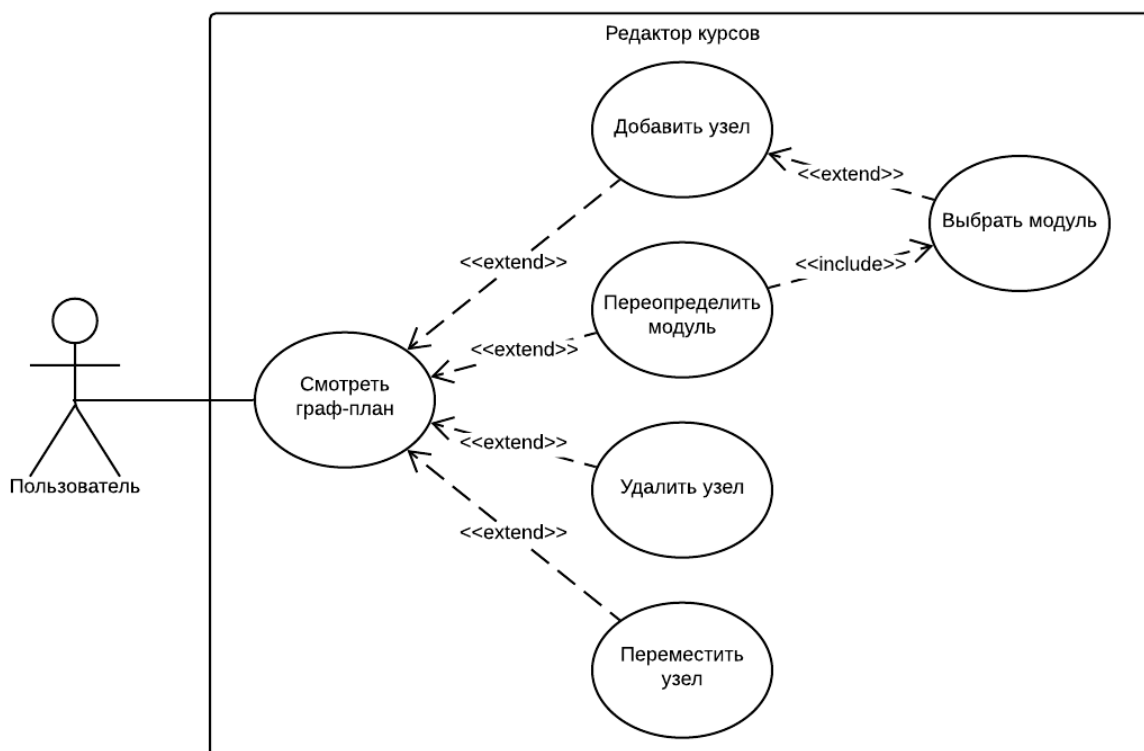 Редактор курсов
Добавить узел
<<extend>>
Выбрать модуль
<<extend>>
<<include>>
Переопределить
модуль
<<extend>>
Смотреть
граф-план
<<extend>>
Пользователь
Удалить узел
<<extend>>
Переместить
узел